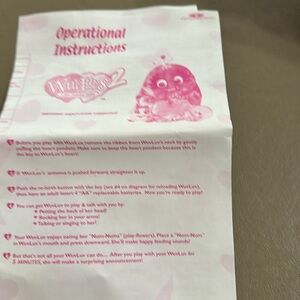 Operational
Instructions
WuvLuvs 2
Before you play with WuvLuv remove the ribbon from WuvLuv's neck by gently
pulling the heart pendant. Make sure to keep the heart pendant because this is
the key to WuvLuv's heart!
If WuvLuv's antenna is pushed forward, straighten it up.
Push the re-birth button with the key (see #4 on diagram for reloading WuvLuv),
then have an adult insert 4 "AA" replaceable batteries. Now you're ready to play!
You can get WuvLuv to play with you by
Petting the back of her head!
Rocking her in your arms!
Talking or singing to her!
Your WuvLuv enjoys eating her "Num-Nums" (play-flowers). Place a "Num-Num"
in WuvLuv's mouth and press downward. She'll make happy feeding sounds!
But that's not all your WuvLuv can do... After you play with your WuvLuv for
5 MINUTES, she will make a surprising announcement!